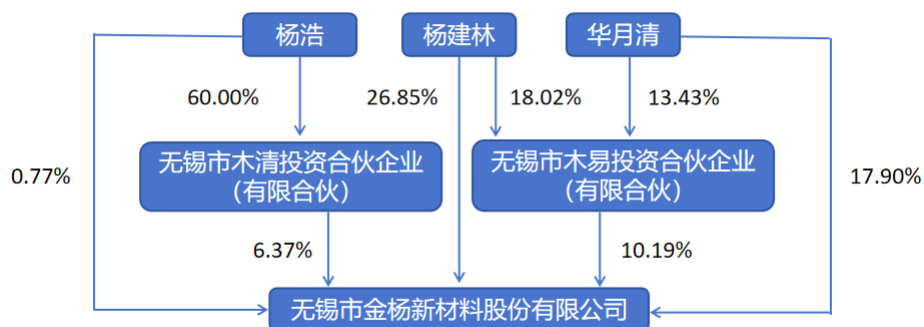 杨浩
杨建林
华月清
60.00%
26.85%
18.02%
13.43%
0.77%
无锡市木清投资合伙企业
（有限合伙）
无锡市木易投资合伙企业
（有限合伙）
17.90%
6.37%
10.19%
无锡市金杨新材料股份有限公司